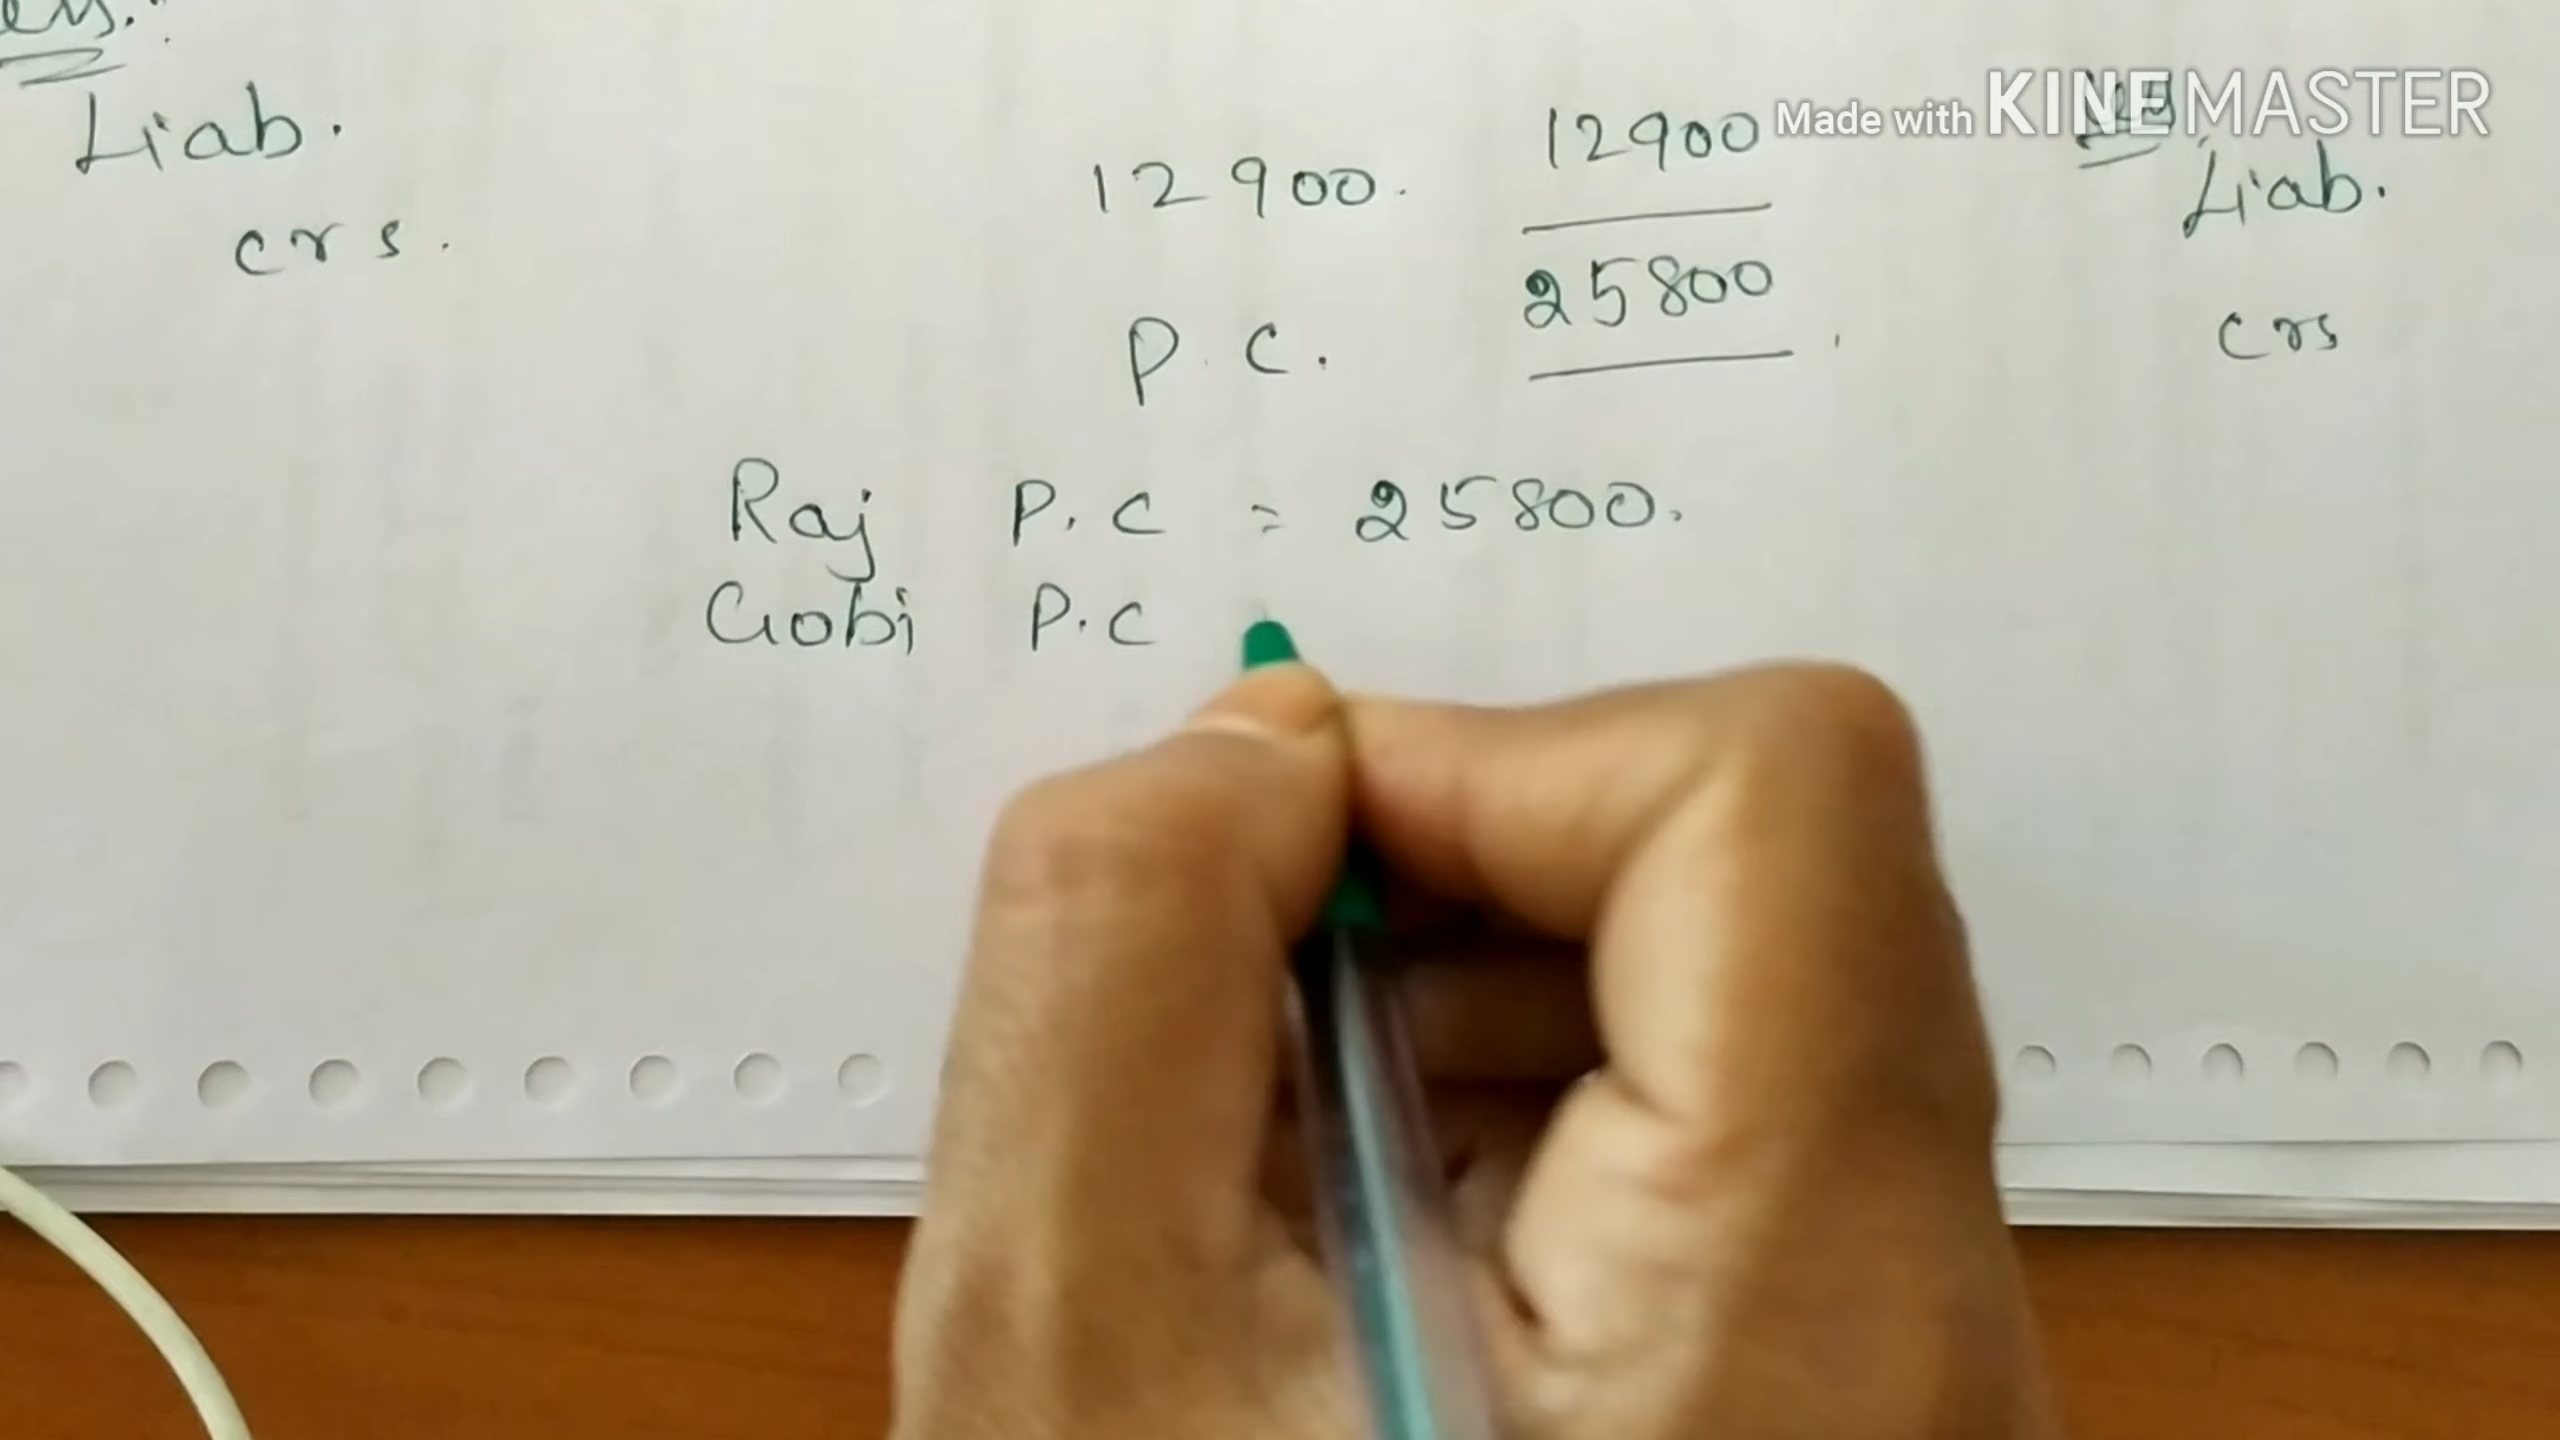 Liab.
crs.
12900.
12900
25800
P.C.
Made with KINEMASTER
Liab.
crs
Raj P.C = 25800.
Gobi P.C